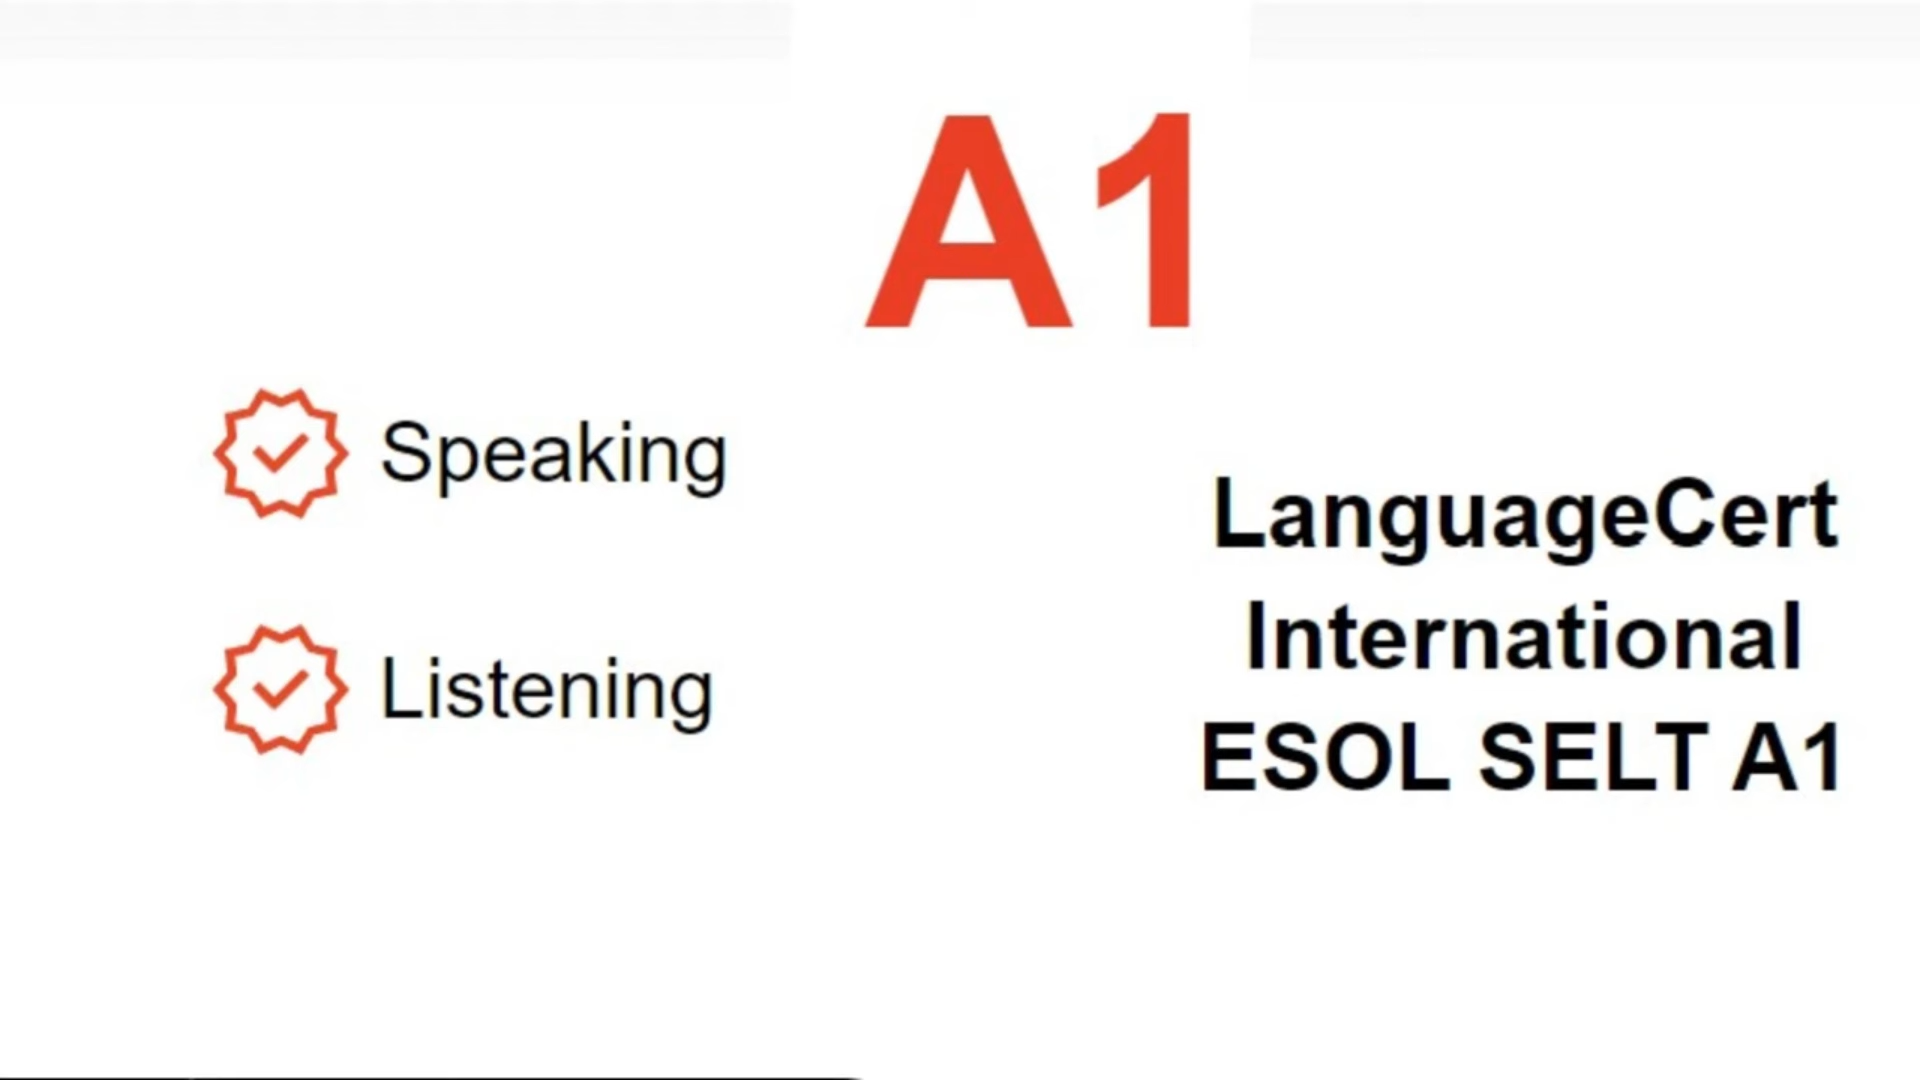 A1
Speaking
Listening
LanguageCert
International
ESOL SELT A1